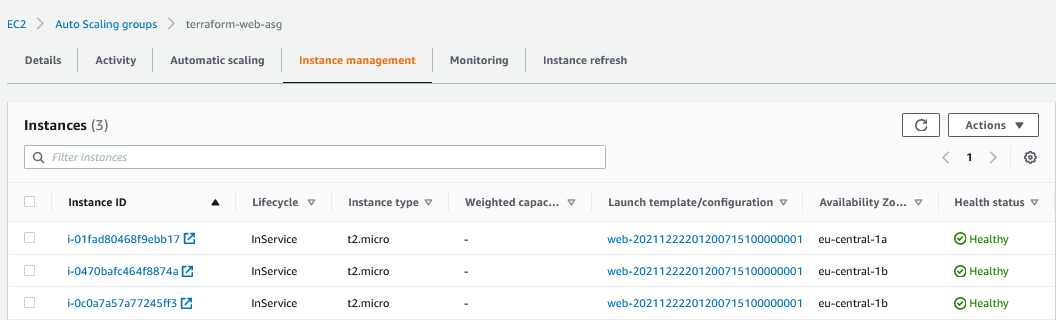 EC2 > Auto Scaling groups > terraform-web-asg
Details Activity Automatic scaling Instance management Monitoring Instance refresh
Instances (3) Actions
Filter instances 1
Instance ID Lifecycle Instance type Weighted capac... Launch template/configuration Availability Zo... Health status
i-01fad80468f9ebb17 InService t2.micro - web-20211222201200715100000001 eu-central-1a Healthy
i-0470bafc464f8874a InService t2.micro - web-20211222201200715100000001 eu-central-1b Healthy
i-0c0a7a57a77245ff3 InService t2.micro - web-20211222201200715100000001 eu-central-1b Healthy